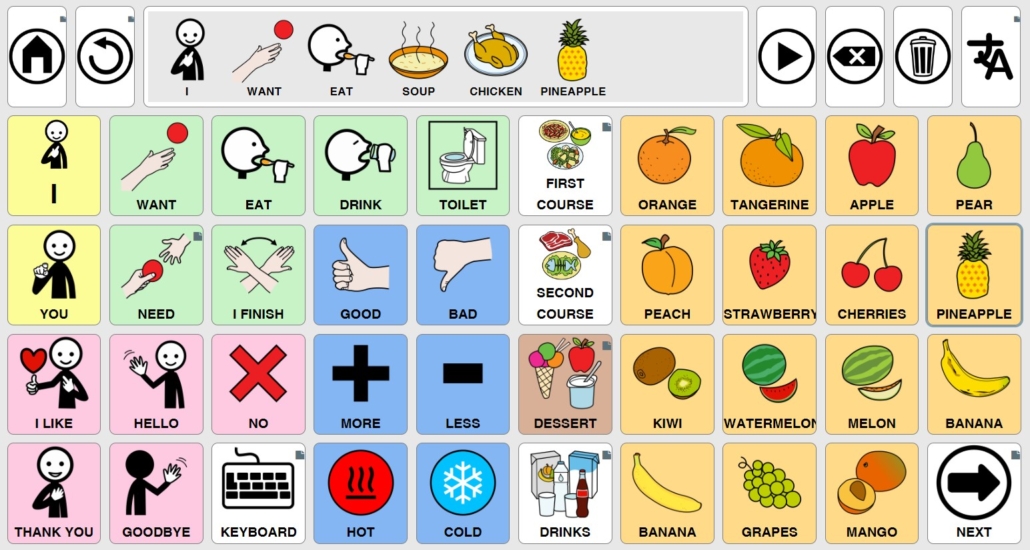 I WANT EAT SOUP CHICKEN PINEAPPLE
I WANT EAT DRINK TOILET FIRST COURSE ORANGE TANGERINE APPLE PEAR
YOU NEED I FINISH GOOD BAD SECOND COURSE PEACH STRAWBERRY CHERRIES PINEAPPLE
I LIKE HELLO NO MORE LESS DESSERT KIWI WATERMELON MELON BANANA
THANK YOU GOODBYE KEYBOARD HOT COLD DRINKS BANANA GRAPES MANGO NEXT